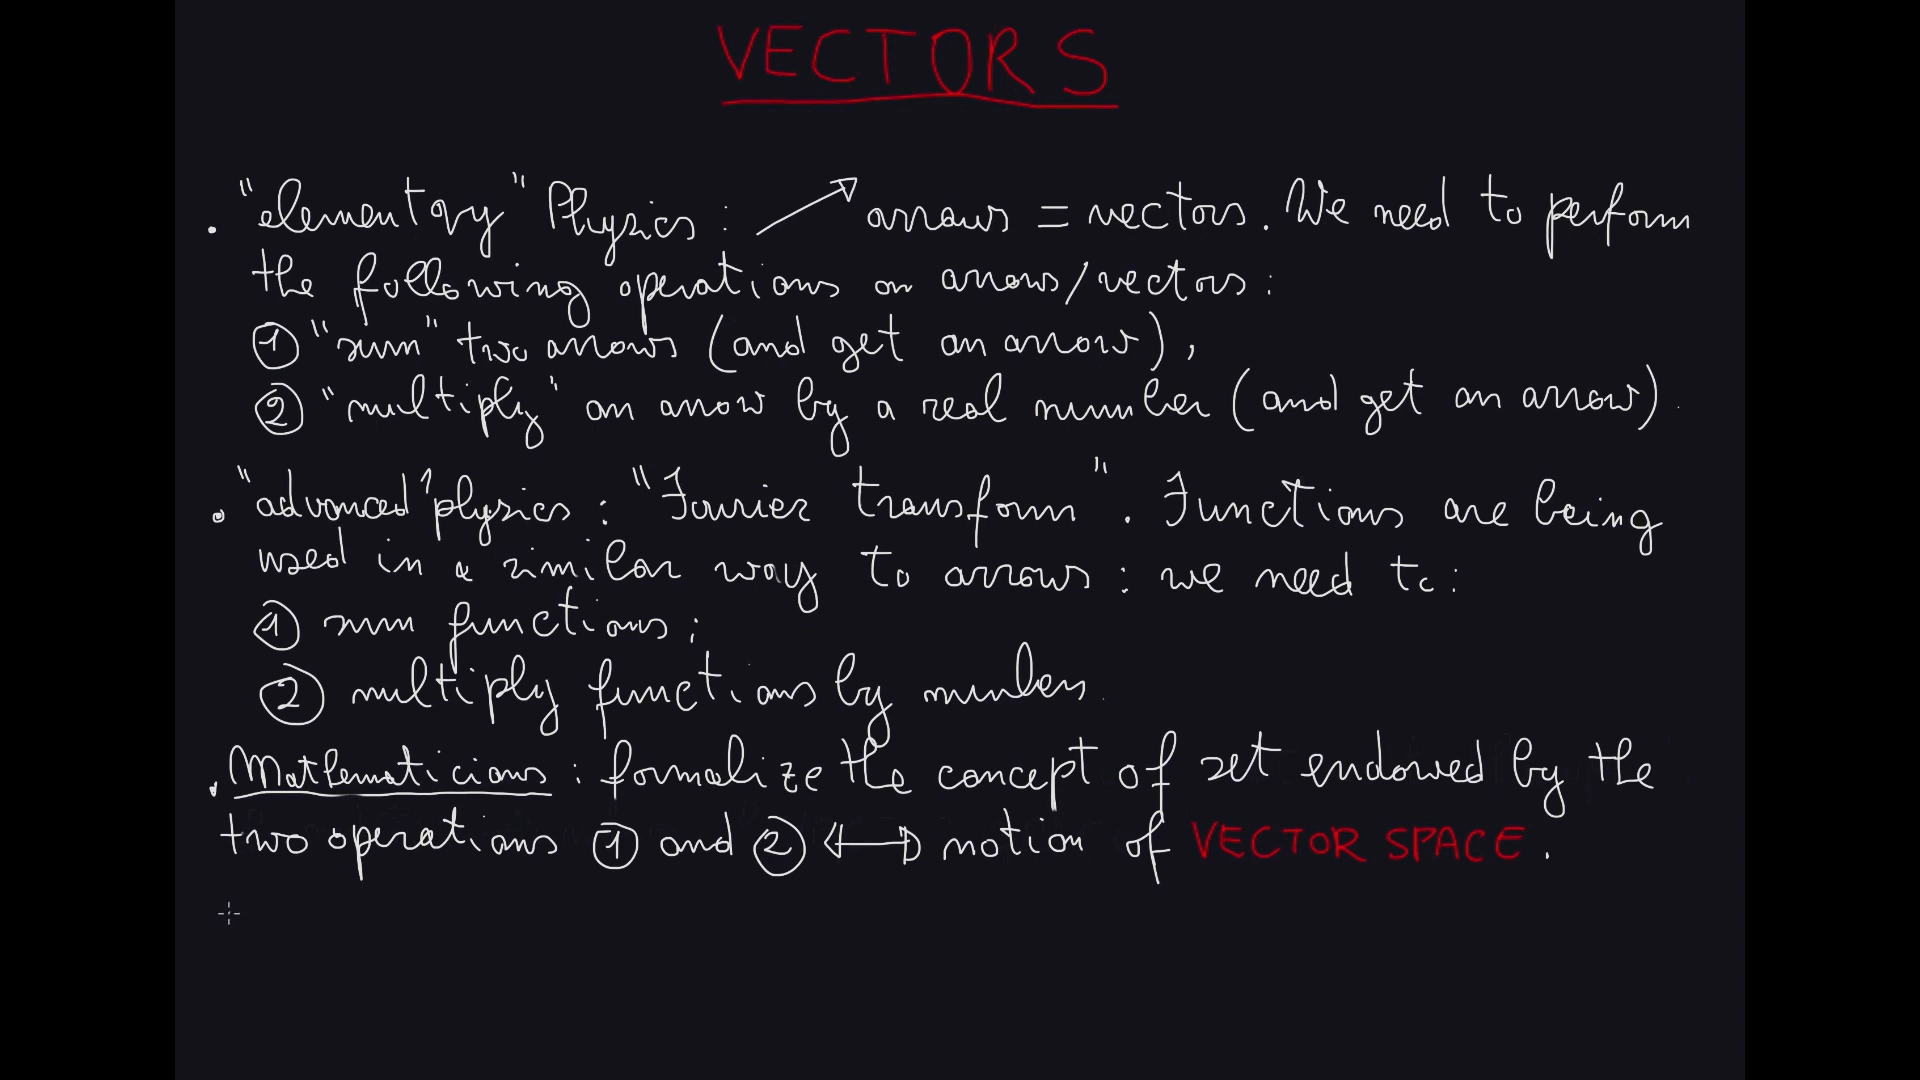 VECTORS
• "elementary" Physics: ↗ arrows = vectors. We need to perform
the following operations on arrows/vectors:
① "sum" two arrows (and get an arrow),
② "multiply" an arrow by a real number (and get an arrow).
• "advanced" physics: "Fourier transform". Functions are being
used in a similar way to arrows: we need to:
① sum functions;
② multiply functions by numbers.
• Mathematicians: formalize the concept of set endowed by the
two operations ① and ② ↔ notion of VECTOR SPACE.